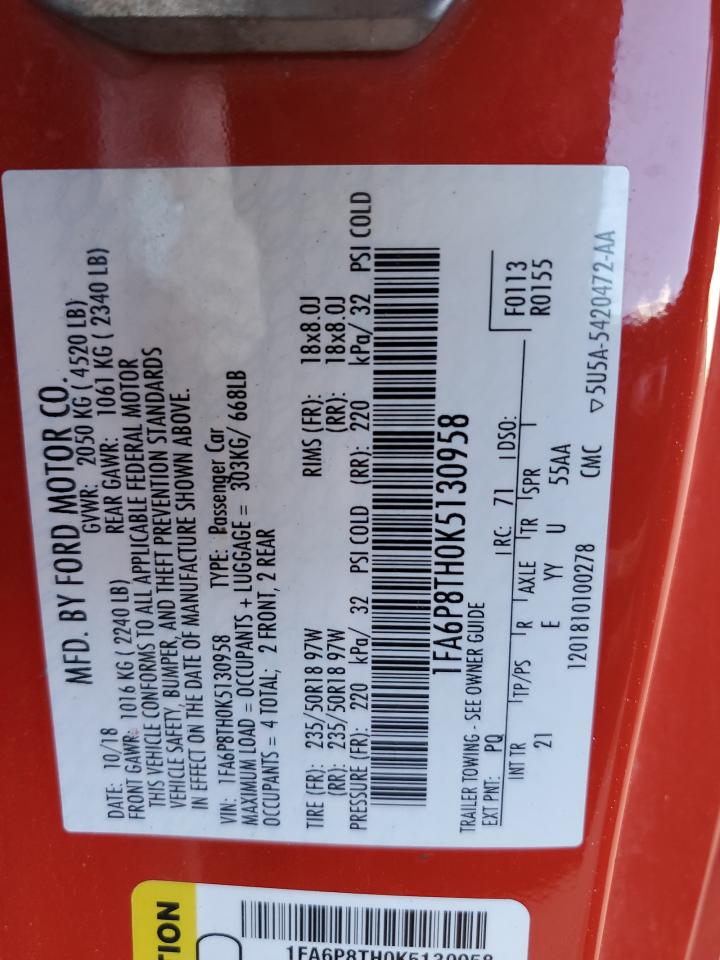 MFD. BY FORD MOTOR CO.
DATE: 10/18 GVWR: 2050 KG ( 4520 LB)
FRONT GAWR: 1016 KG ( 2240 LB) REAR GAWR: 1061 KG ( 2340 LB)
THIS VEHICLE CONFORMS TO ALL APPLICABLE FEDERAL MOTOR
VEHICLE SAFETY, BUMPER, AND THEFT PREVENTION STANDARDS
IN EFFECT ON THE DATE OF MANUFACTURE SHOWN ABOVE.
VIN: 1FA6P8TH0K5130958 TYPE: Passenger Car
MAXIMUM LOAD = OCCUPANTS + LUGGAGE = 303KG/ 668LB
OCCUPANTS = 4 TOTAL; 2 FRONT, 2 REAR
TIRE (FR): 235/50R18 97W RIMS (FR): 18x8.0J
(RR): 235/50R18 97W (RR): 18x8.0J
PRESSURE (FR): 220 kPa/ 32 PSI COLD (RR): 220 kPa/ 32 PSI COLD
1FA6P8TH0K5130958
TRAILER TOWING - SEE OWNER GUIDE F0113
EXT PNT: PQ RC: 71 DSO: R0155
INT TR TP/PS R AXLE TR SPR
21 E YY U 55AA
1201810100278 CMC ▽5U5A-5420472-AA
TION
1FA6P8TH0K5130958